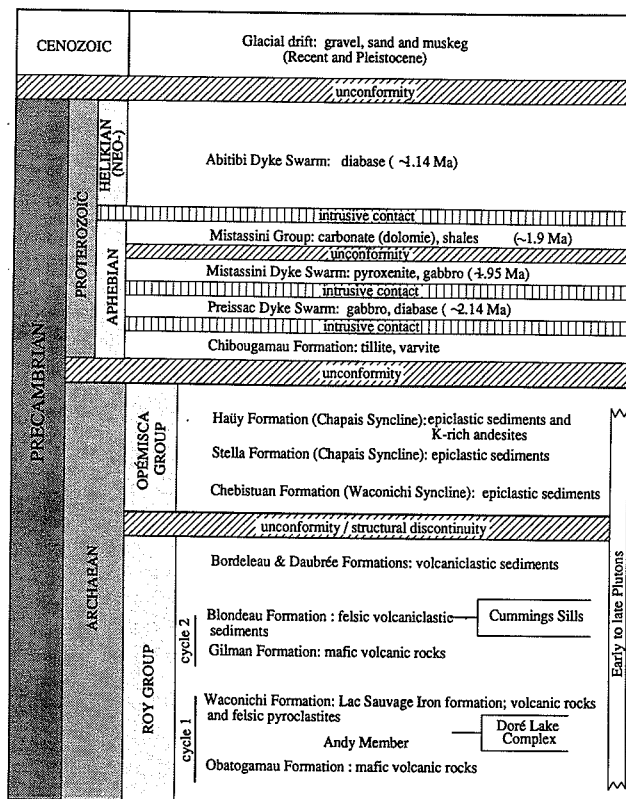 CENOZOIC
Glacial drift: gravel, sand and muskeg
(Recent and Pleistocene)
unconformity
PRECAMBRIAN
PROTEROZOIC
HELIKIAN
(NEO-)
Abitibi Dyke Swarm: diabase ( ~1.14 Ma)
intrusive contact
APHEBIAN
Mistassini Group: carbonate (dolomie), shales (~1.9 Ma)
unconformity
Mistassini Dyke Swarm: pyroxenite, gabbro (~1.95 Ma)
intrusive contact
Preissac Dyke Swarm: gabbro, diabase ( ~2.14 Ma)
intrusive contact
Chibougamau Formation: tillite, varvite
unconformity
ARCHAEAN
OPÉMISCA
GROUP
Haüy Formation (Chapais Syncline): epiclastic sediments and
K-rich andesites
Stella Formation (Chapais Syncline): epiclastic sediments
Chebistuan Formation (Waconichi Syncline): epiclastic sediments
unconformity / structural discontinuity
ROY GROUP
Bordeleau & Daubrée Formations: volcaniclastic sediments
cycle 2
Blondeau Formation : felsic volcaniclastic
sediments
Cummings Sills
Gilman Formation: mafic volcanic rocks
cycle 1
Waconichi Formation: Lac Sauvage Iron formation; volcanic rocks
and felsic pyroclastites
Andy Member
Doré Lake
Complex
Obatogamau Formation : mafic volcanic rocks
Early to late Plutons